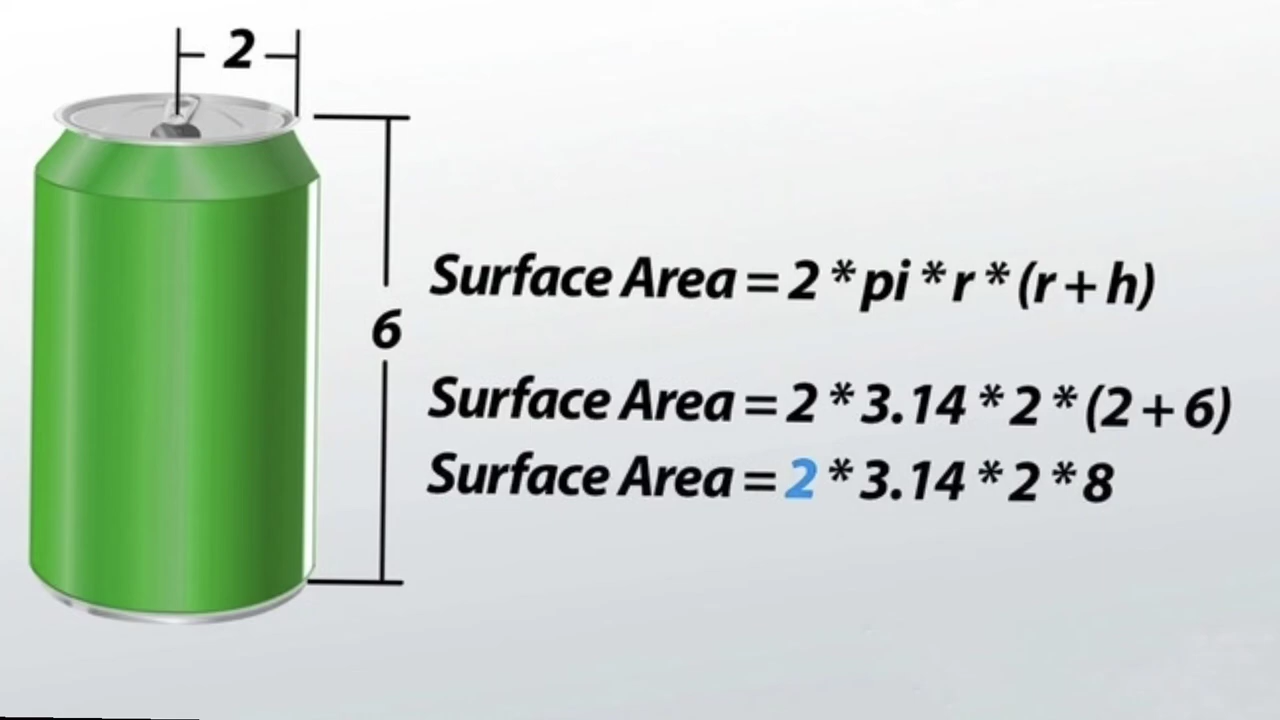 2
6
Surface Area = 2 * pi * r * (r + h)
Surface Area = 2 * 3.14 * 2 * (2 + 6)
Surface Area = 2 * 3.14 * 2 * 8